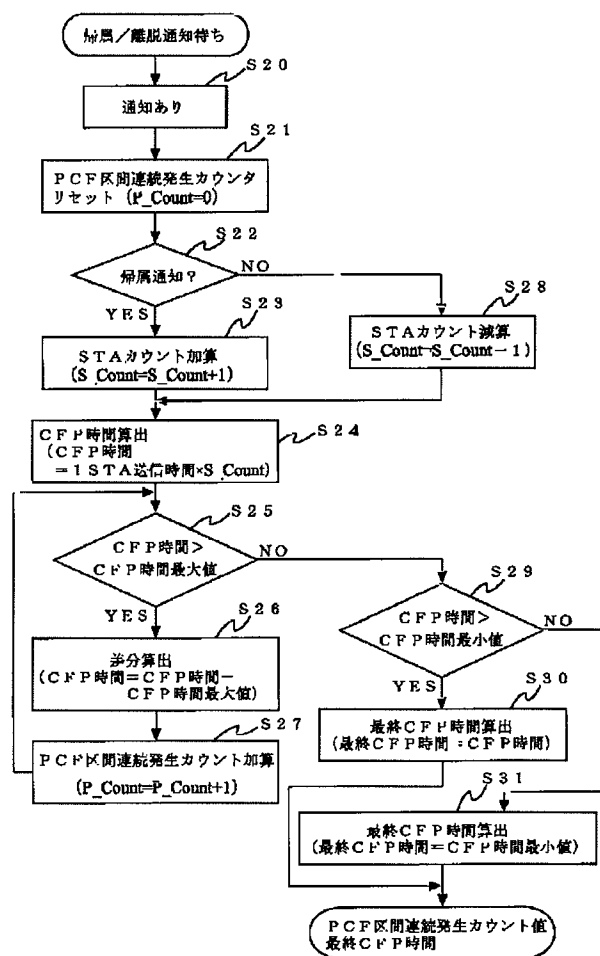 帰属／離脱通知待ち
S20
通知あり
S21
PCF区間連続発生カウンタ
リセット (P_Count=0)
S22
帰属通知？
NO
YES
S23
STAカウント加算
(S_Count=S_Count+1)
S28
STAカウント減算
(S_Count=S_Count－1)
S24
CFP時間算出
(CFP時間
＝1STA送信時間×S_Count)
S25
CFP時間＞
CFP時間最大値
NO
YES
S26
差分算出
(CFP時間＝CFP時間－
CFP時間最大値)
S27
PCF区間連続発生カウント加算
(P_Count=P_Count+1)
S29
CFP時間＞
CFP時間最小値
NO
YES
S30
最終CFP時間算出
(最終CFP時間＝CFP時間)
S31
最終CFP時間算出
(最終CFP時間＝CFP時間最小値)
PCF区間連続発生カウント値
最終CFP時間